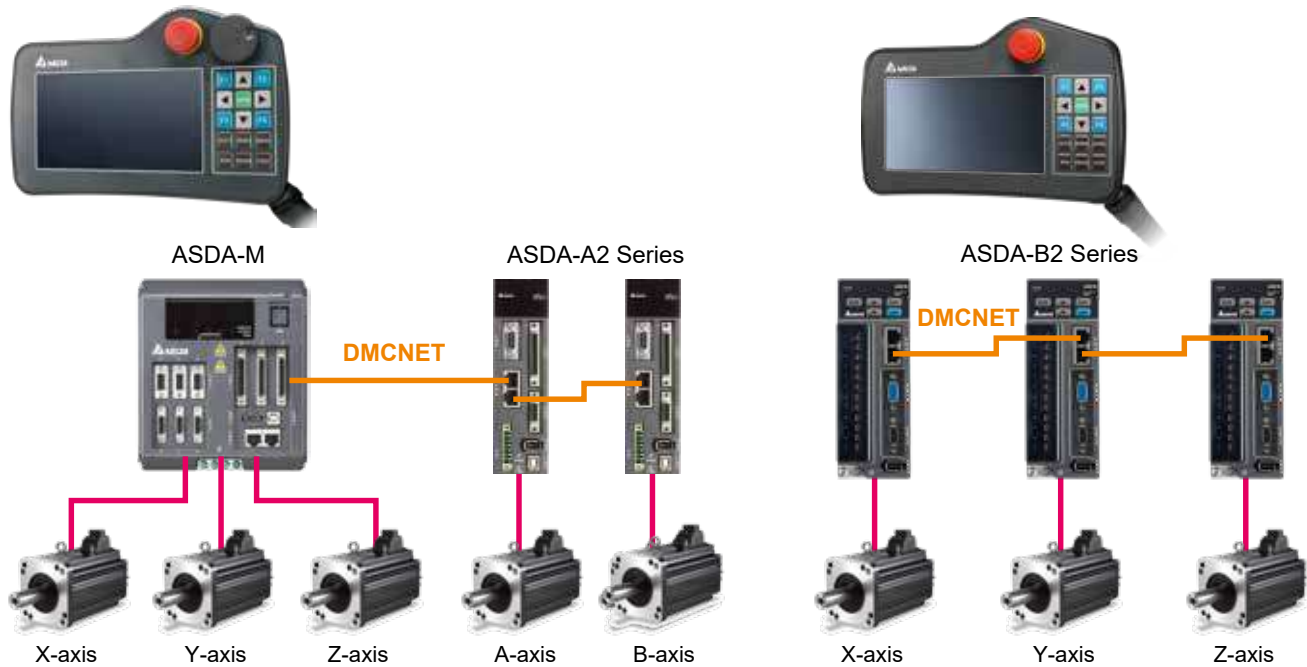 ASDA-M
ASDA-A2 Series
ASDA-B2 Series
DMCNET
DMCNET
X-axis
Y-axis
Z-axis
A-axis
B-axis
X-axis
Y-axis
Z-axis